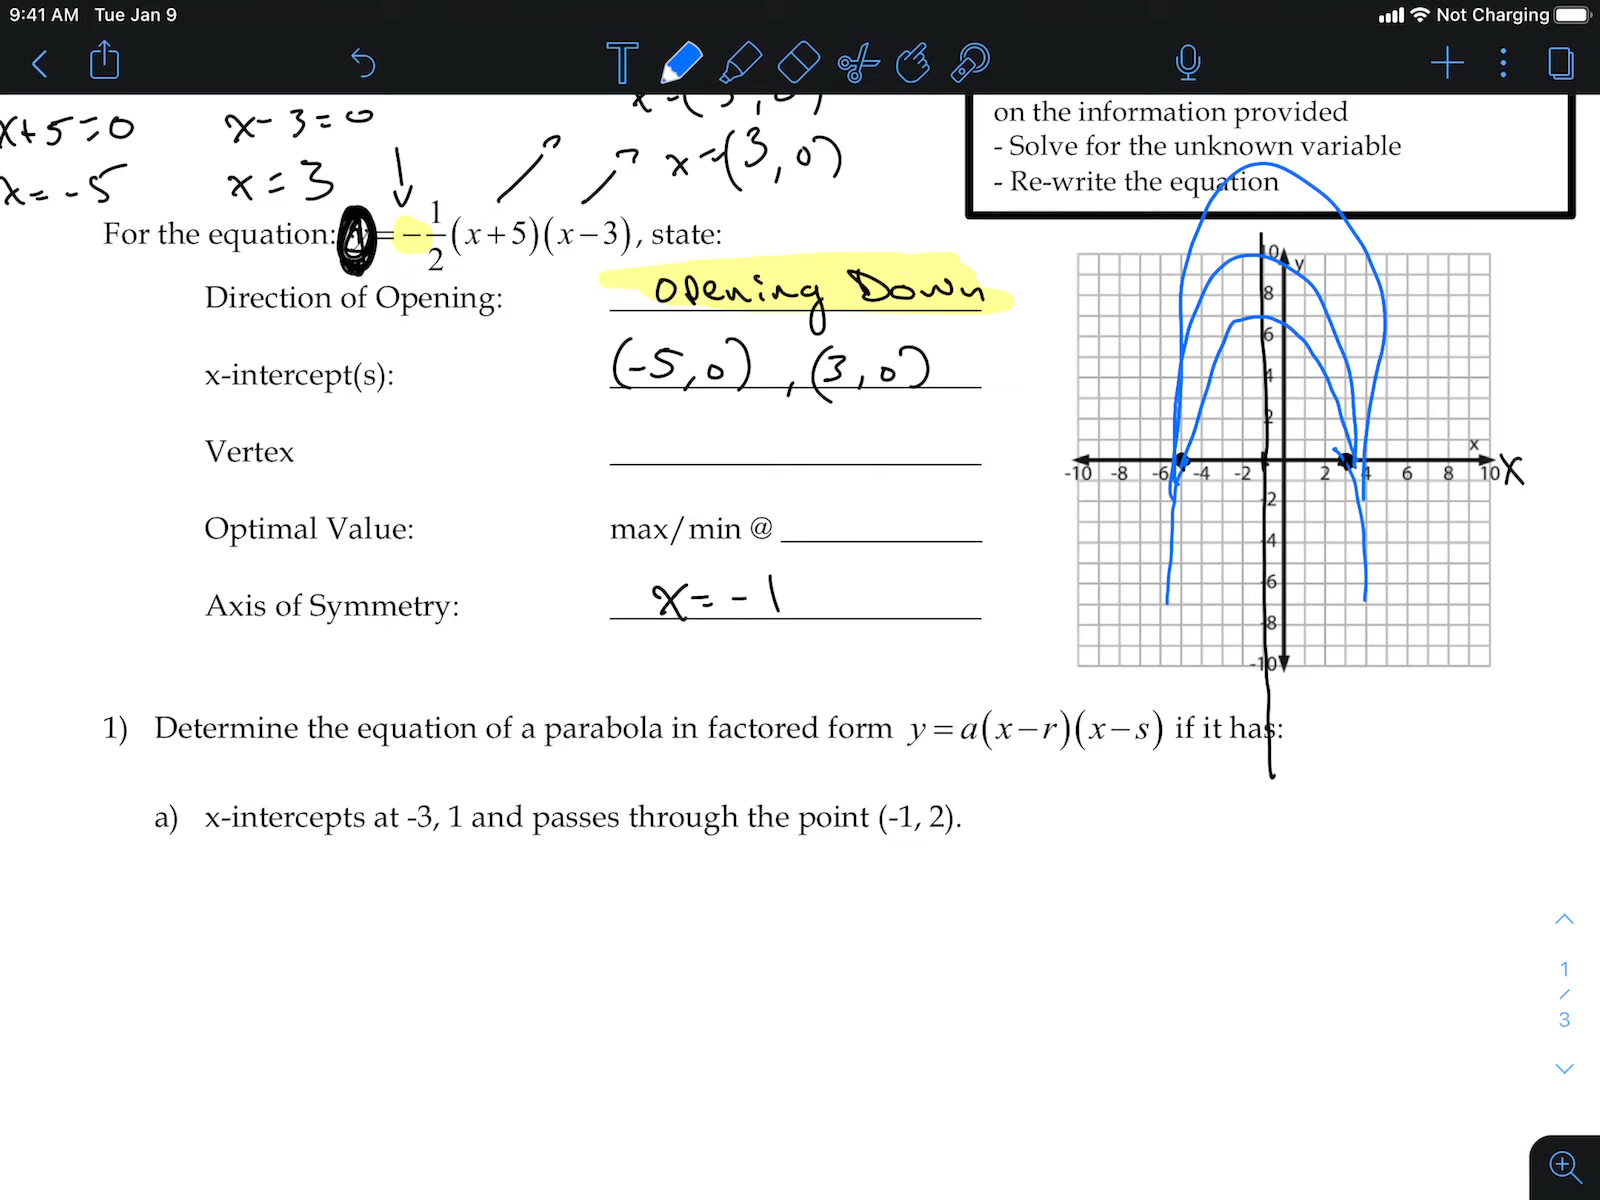 9:41 AM Tue Jan 9 Not Charging
x+5=0 x-3=0
x=-5 x=3 x=(3,0)
on the information provided
- Solve for the unknown variable
- Re-write the equation
For the equation: y=-1/2(x+5)(x-3), state:
Direction of Opening: Opening Down
x-intercept(s): (-5,0), (3,0)
Vertex
Optimal Value: max/min @
Axis of Symmetry: x=-1
10 y
8
6
4
2
x
-10 -8 -6 -4 -2 2 4 6 8 10 X
-2
-4
-6
-8
-10
1) Determine the equation of a parabola in factored form y=a(x-r)(x-s) if it has:
a) x-intercepts at -3, 1 and passes through the point (-1, 2).
1
/
3